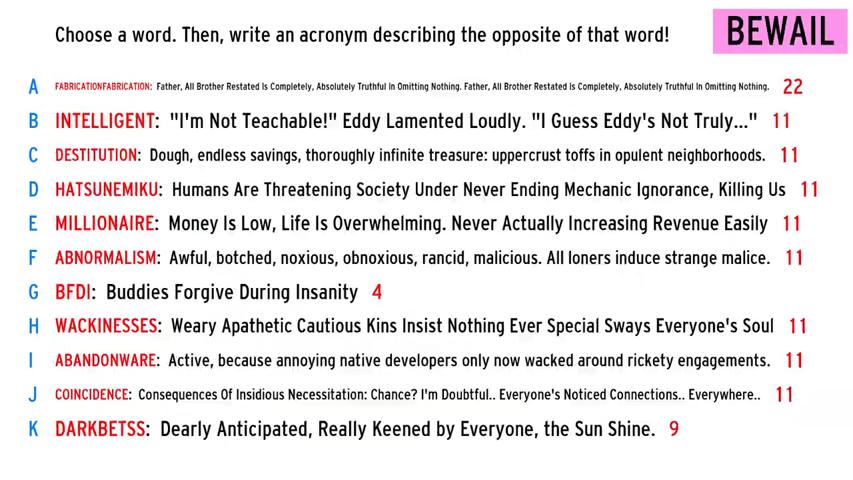 Choose a word. Then, write an acronym describing the opposite of that word!
BEWAIL
A FABRICATIONFABRICATION: Father, All Brother Restated Is Completely, Absolutely Truthful In Omitting Nothing. Father, All Brother Restated Is Completely, Absolutely Truthful In Omitting Nothing. 22
B INTELLIGENT: "I'm Not Teachable!" Eddy Lamented Loudly. "I Guess Eddy's Not Truly..." 11
C DESTITUTION: Dough, endless savings, thoroughly infinite treasure: uppercrust toffs in opulent neighborhoods. 11
D HATSUNEMIKU: Humans Are Threatening Society Under Never Ending Mechanic Ignorance, Killing Us 11
E MILLIONAIRE: Money Is Low, Life Is Overwhelming. Never Actually Increasing Revenue Easily 11
F ABNORMALISM: Awful, botched, noxious, obnoxious, rancid, malicious. All loners induce strange malice. 11
G BFDI: Buddies Forgive During Insanity 4
H WACKINESSES: Weary Apathetic Cautious Kins Insist Nothing Ever Special Sways Everyone's Soul 11
I ABANDONWARE: Active, because annoying native developers only now wacked around rickety engagements. 11
J COINCIDENCE: Consequences Of Insidious Necessitation: Chance? I'm Doubtful.. Everyone's Noticed Connections.. Everywhere.. 11
K DARKBETSS: Dearly Anticipated, Really Keened by Everyone, the Sun Shine. 9